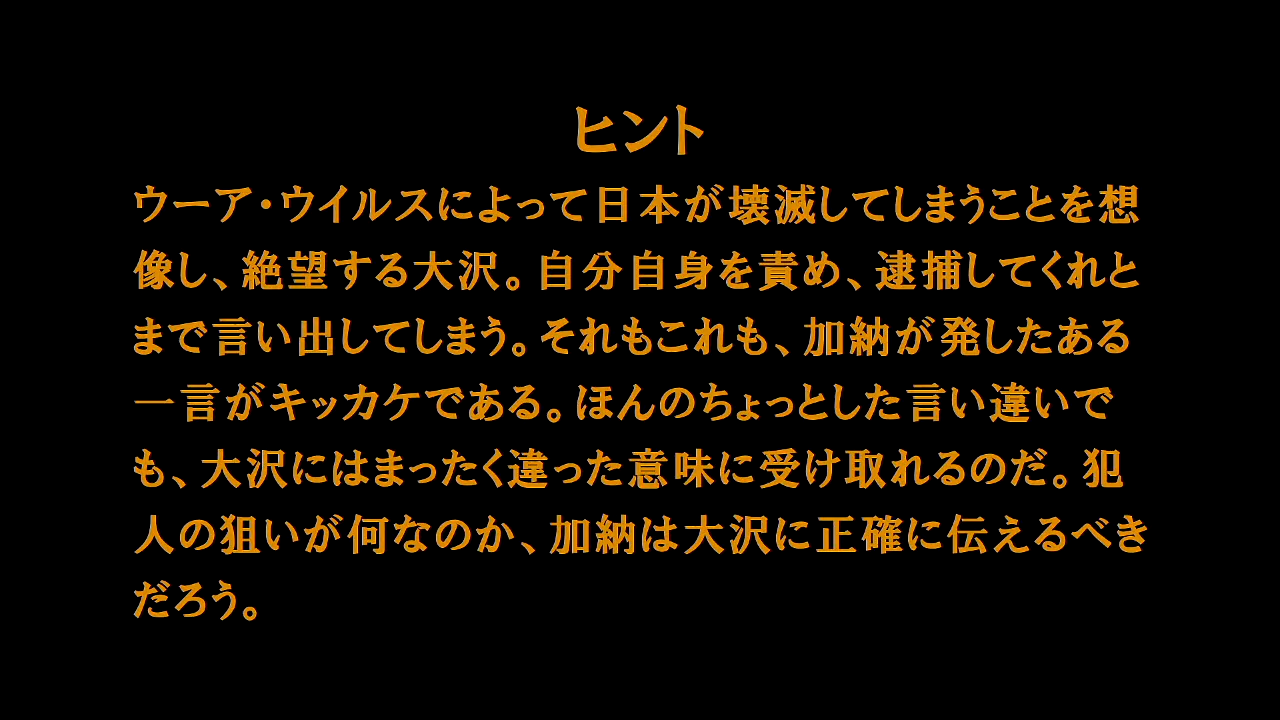 ヒント
ウーア・ウイルスによって日本が壊滅してしまうことを想
像し、絶望する大沢。自分自身を責め、逮捕してくれと
まで言い出してしまう。それもこれも、加納が発したある
一言がキッカケである。ほんのちょっとした言い違いで
も、大沢にはまったく違った意味に受け取れるのだ。犯
人の狙いが何なのか、加納は大沢に正確に伝えるべき
だろう。